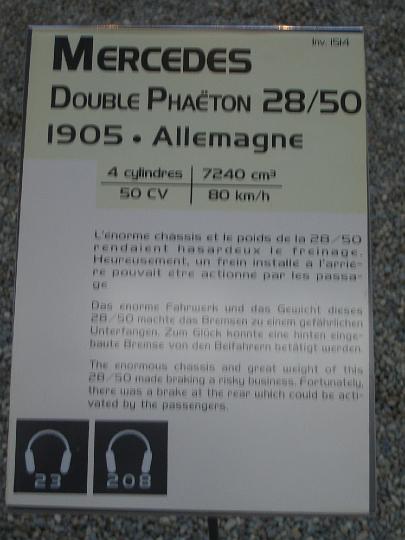 Inv. 1514
MERCEDES
DOUBLE PHAËTON 28/50
1905 • Allemagne
4 cylindres | 7240 cm³
50 CV | 80 km/h
L'énorme châssis et le poids de la 28/50
rendaient hasardeux le freinage.
Heureusement, un frein installé à l'arriè-
re pouvait être actionné par les passa-
ge
Das enorme Fahrwerk und das Gewicht dieses
28/50 machte das Bremsen zu einem gefährlichen
Unterfangen. Zum Glück konnte eine hinten einge-
baute Bremse von den Beifahrern betätigt werden.
The enormous chassis and great weight of this
28/50 made braking a risky business. Fortunately,
there was a brake at the rear which could be acti-
vated by the passengers.
23
208